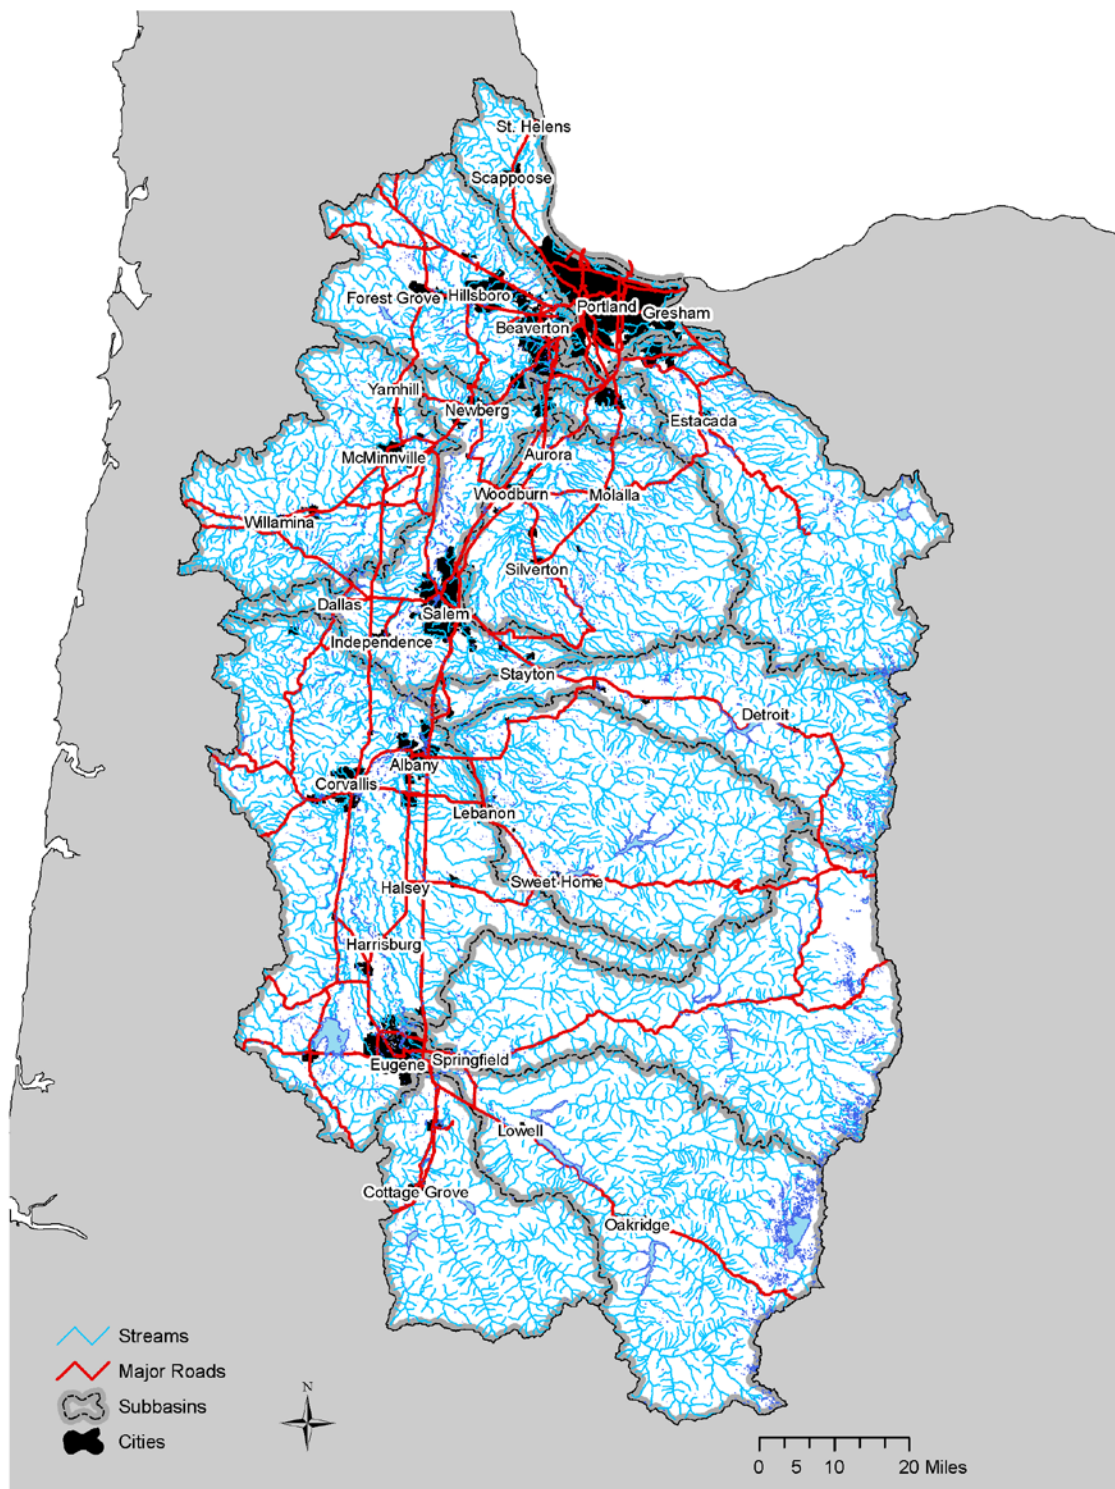 St. Helens
Scappoose
Forest Grove
Hillsboro
Portland
Gresham
Beaverton
Yamhill
Newberg
Estacada
McMinnville
Aurora
Woodburn
Molalla
Willamina
Silverton
Dallas
Salem
Independence
Stayton
Detroit
Albany
Corvallis
Lebanon
Halsey
Sweet Home
Harrisburg
Eugene
Springfield
Lowell
Cottage Grove
Oakridge
Streams
Major Roads
Subbasins
Cities
N
0 5 10 20 Miles